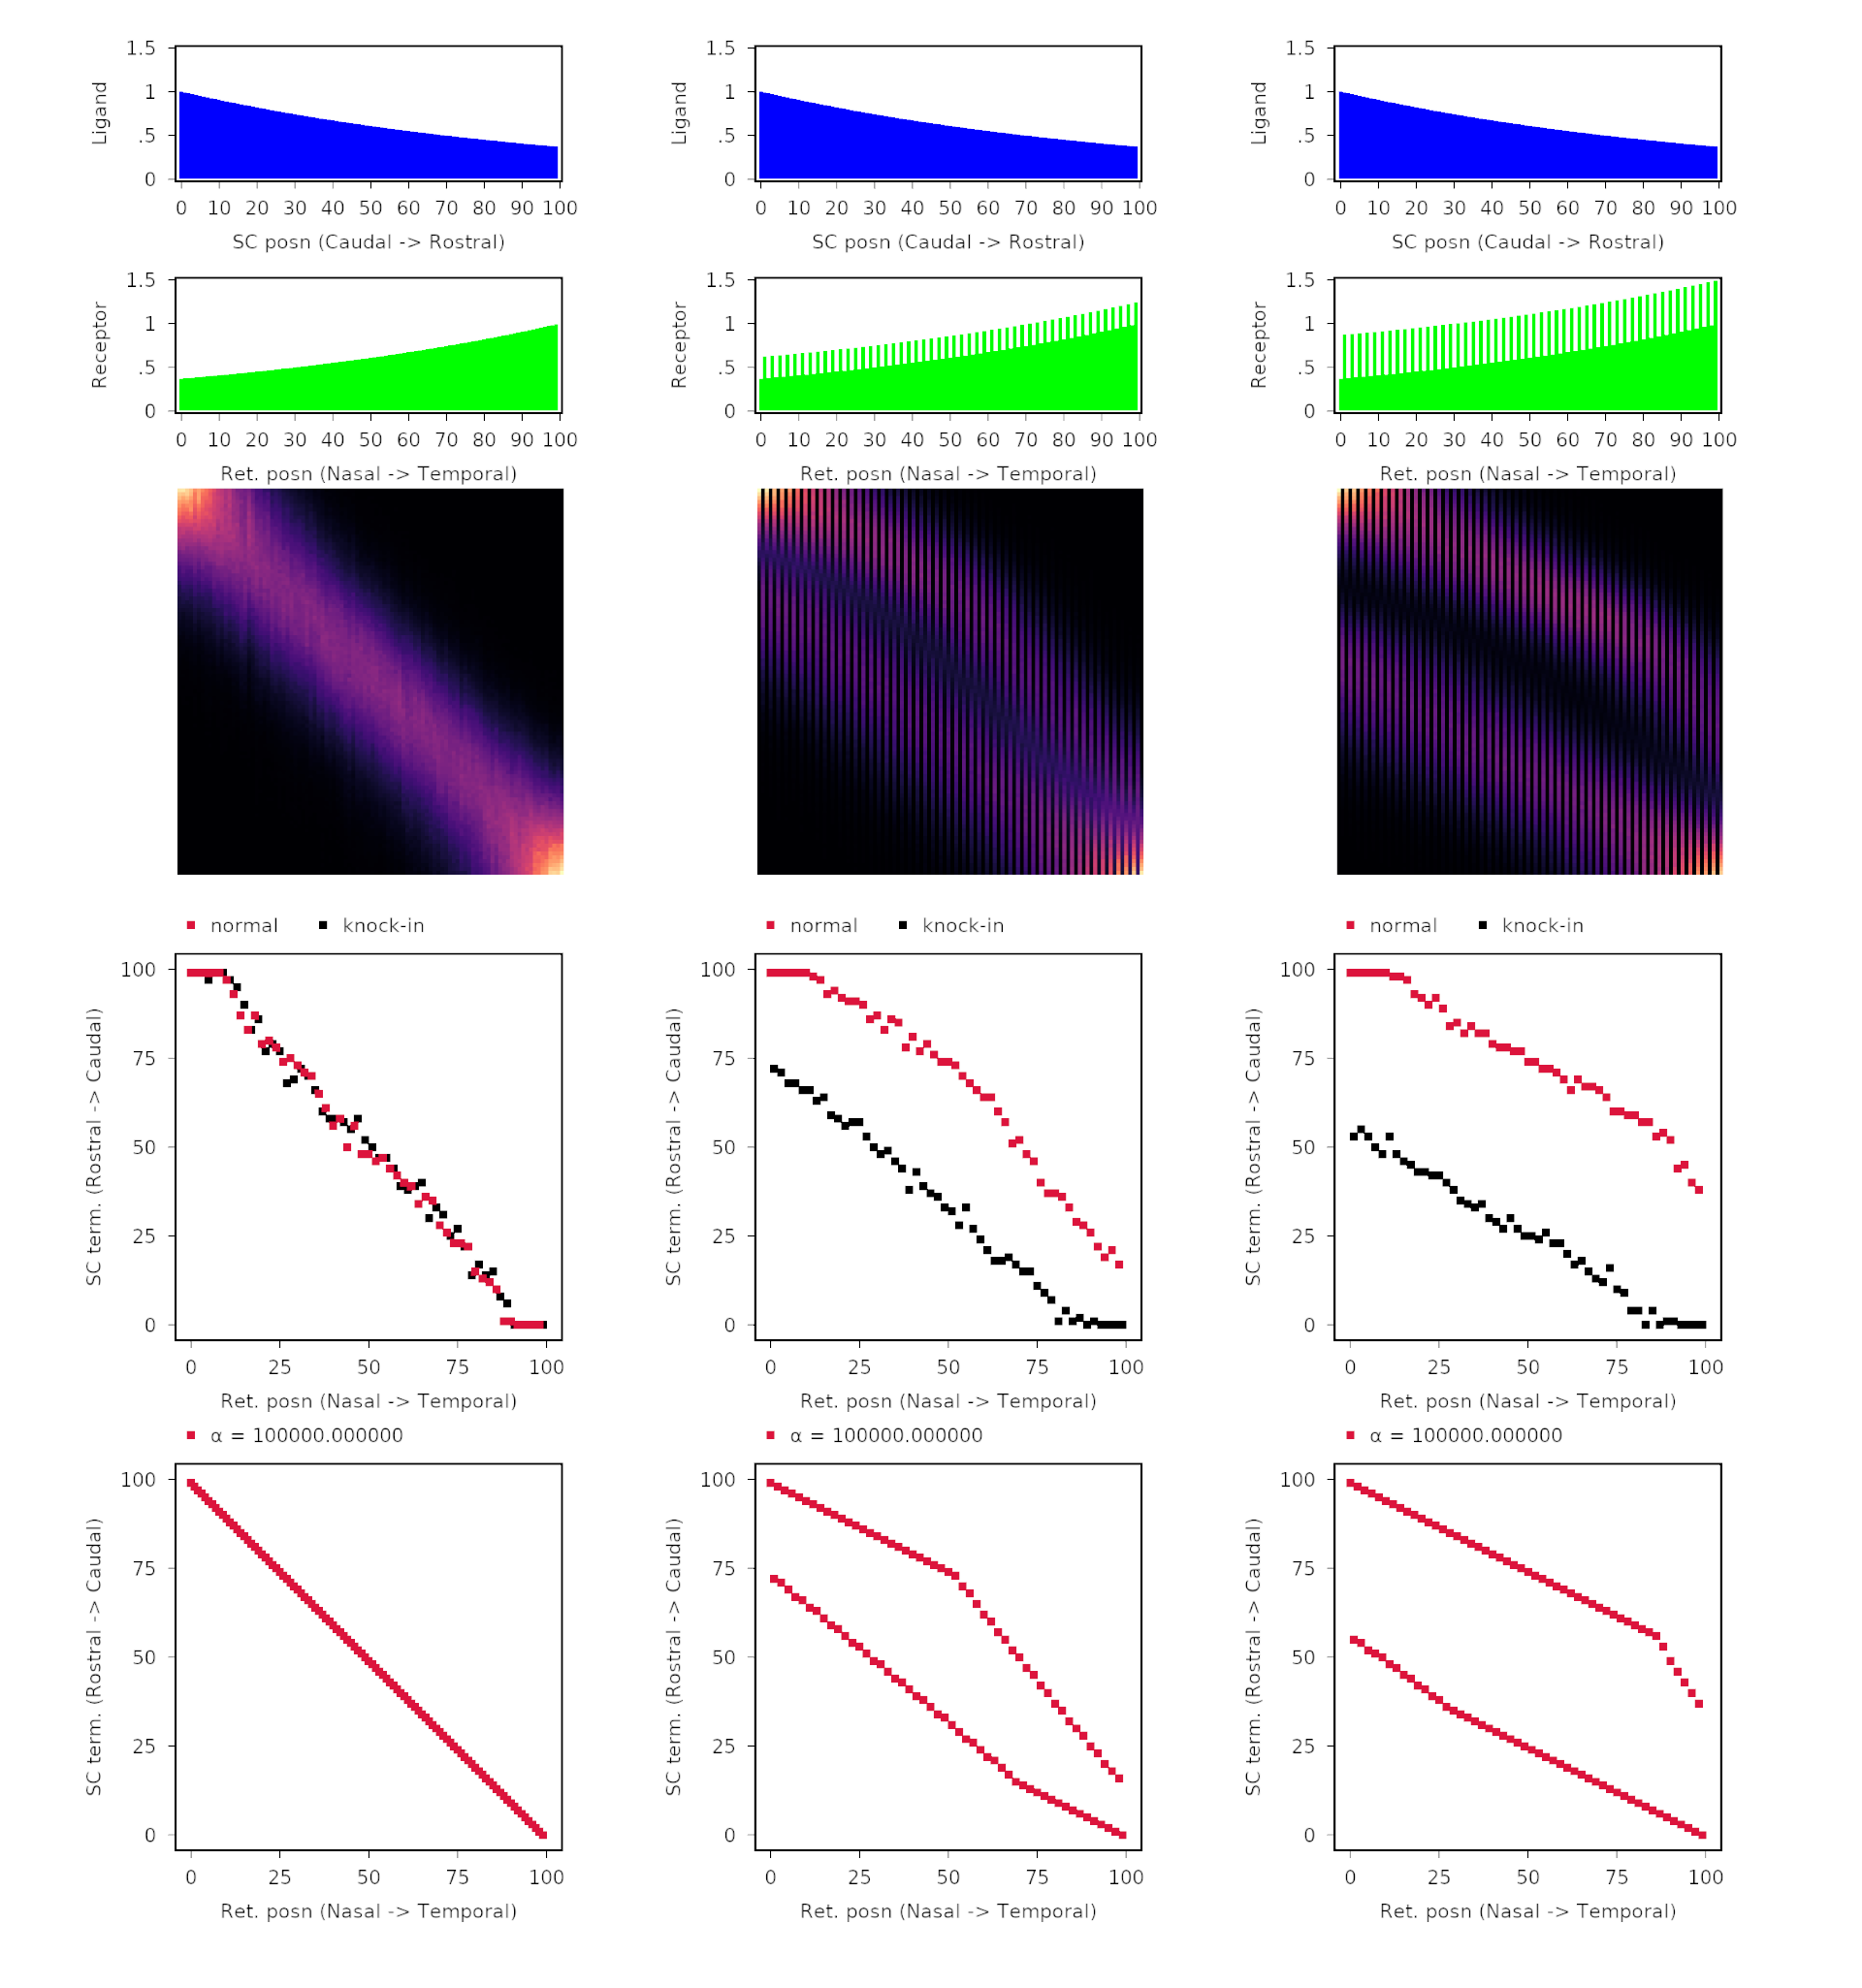 1.5 1.5 1.5
Ligand 1 Ligand 1 Ligand 1
.5 .5 .5
0 0 0
0 10 20 30 40 50 60 70 80 90 100 0 10 20 30 40 50 60 70 80 90 100 0 10 20 30 40 50 60 70 80 90 100
SC posn (Caudal -> Rostral) SC posn (Caudal -> Rostral) SC posn (Caudal -> Rostral)
1.5 1.5 1.5
Receptor 1 Receptor 1 Receptor 1
.5 .5 .5
0 0 0
0 10 20 30 40 50 60 70 80 90 100 0 10 20 30 40 50 60 70 80 90 100 0 10 20 30 40 50 60 70 80 90 100
Ret. posn (Nasal -> Temporal) Ret. posn (Nasal -> Temporal) Ret. posn (Nasal -> Temporal)
normal knock-in normal knock-in normal knock-in
100 100 100
75 75 75
SC term. (Rostral -> Caudal) 50 SC term. (Rostral -> Caudal) 50 SC term. (Rostral -> Caudal) 50
25 25 25
0 0 0
0 25 50 75 100 0 25 50 75 100 0 25 50 75 100
Ret. posn (Nasal -> Temporal) Ret. posn (Nasal -> Temporal) Ret. posn (Nasal -> Temporal)
α = 100000.000000 α = 100000.000000 α = 100000.000000
100 100 100
75 75 75
SC term. (Rostral -> Caudal) 50 SC term. (Rostral -> Caudal) 50 SC term. (Rostral -> Caudal) 50
25 25 25
0 0 0
0 25 50 75 100 0 25 50 75 100 0 25 50 75 100
Ret. posn (Nasal -> Temporal) Ret. posn (Nasal -> Temporal) Ret. posn (Nasal -> Temporal)